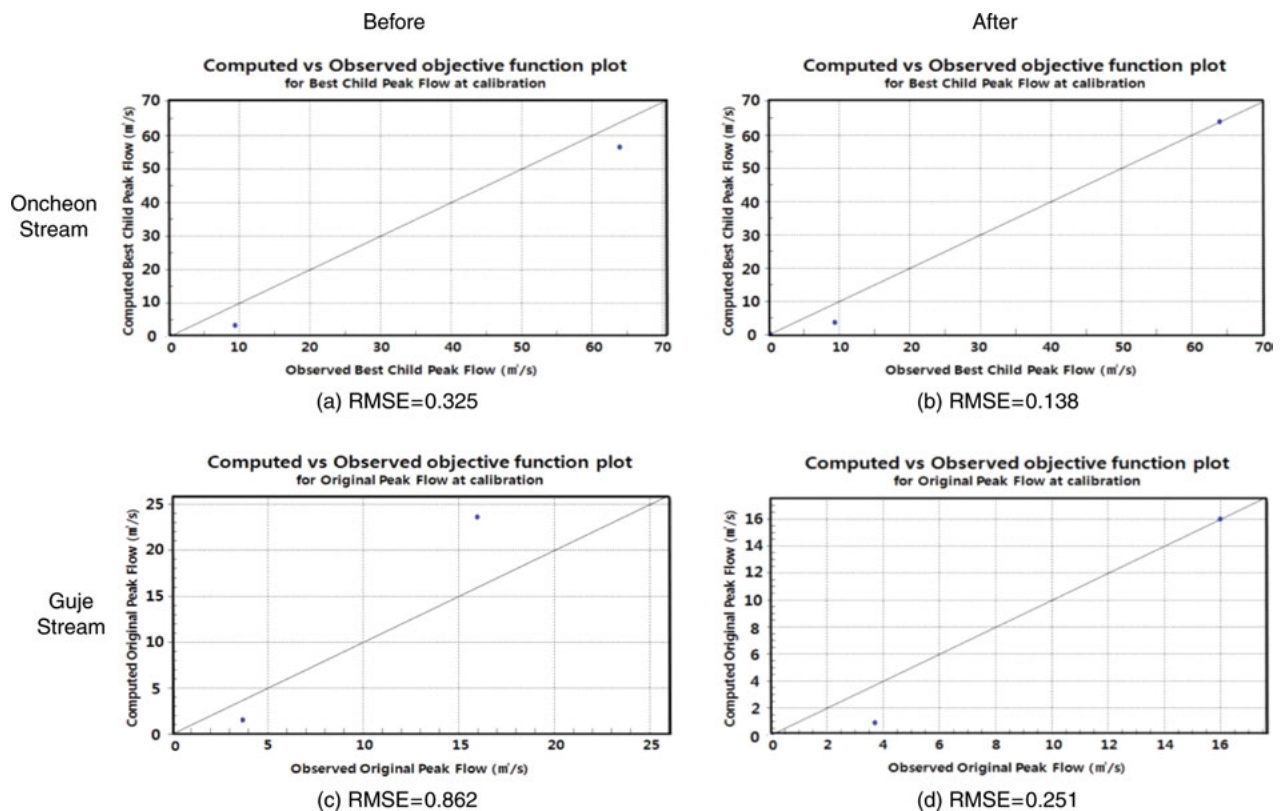 Before
After
Computed vs Observed objective function plot
for Best Child Peak Flow at calibration
Computed Best Child Peak Flow (㎥/s)
70
60
50
40
30
20
10
0
0 10 20 30 40 50 60 70
Observed Best Child Peak Flow (㎥/s)
(a) RMSE=0.325
Computed vs Observed objective function plot
for Best Child Peak Flow at calibration
Computed Best Child Peak Flow (㎥/s)
70
60
50
40
30
20
10
0
0 10 20 30 40 50 60 70
Observed Best Child Peak Flow (㎥/s)
(b) RMSE=0.138
Oncheon
Stream
Computed vs Observed objective function plot
for Original Peak Flow at calibration
Computed Original Peak Flow (㎥/s)
25
20
15
10
5
0
0 5 10 15 20 25
Observed Original Peak Flow (㎥/s)
(c) RMSE=0.862
Computed vs Observed objective function plot
for Original Peak Flow at calibration
Computed Original Peak Flow (㎥/s)
16
14
12
10
8
6
4
2
0
0 2 4 6 8 10 12 14 16
Observed Original Peak Flow (㎥/s)
(d) RMSE=0.251
Guje
Stream